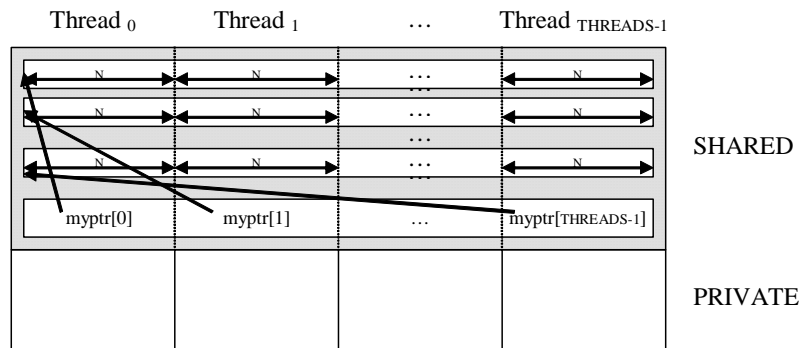 Thread 0 Thread 1 … Thread THREADS-1
N N … N
…
N N … N
…
N N … N
…
SHARED
myptr[0] myptr[1] … myptr[THREADS-1]
PRIVATE